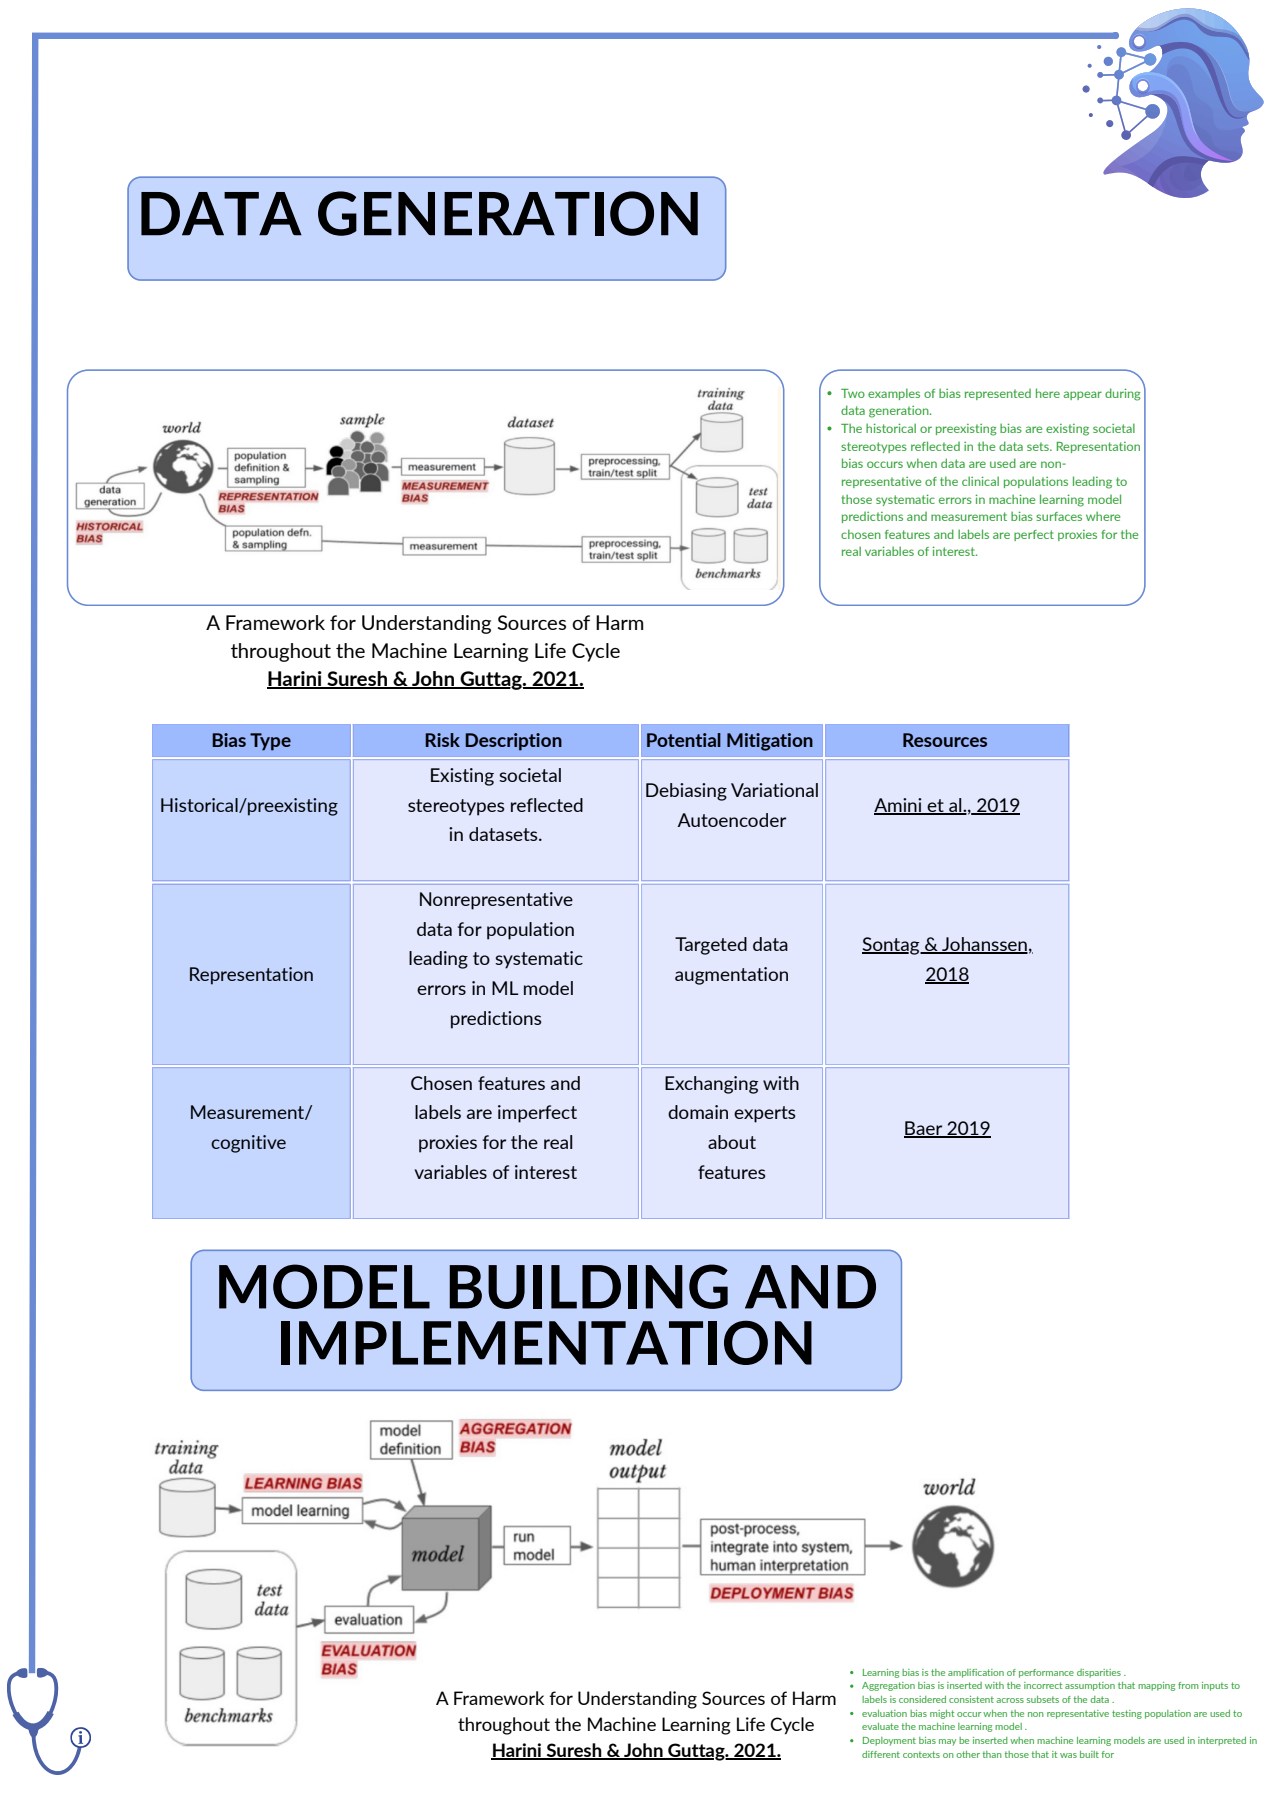 DATA GENERATION
training
data
sample
world
dataset
population
definition &
sampling
measurement
preprocessing,
train/test split
data
generation
REPRESENTATION
BIAS
MEASUREMENT
BIAS
test
data
HISTORICAL
BIAS
population defn.
& sampling
measurement
preprocessing,
train/test split
benchmarks
• Two examples of bias represented here appear during
data generation.
• The historical or preexisting bias are existing societal
stereotypes reflected in the data sets. Representation
bias occurs when data are used are non-
representative of the clinical populations leading to
those systematic errors in machine learning model
predictions and measurement bias surfaces where
chosen features and labels are perfect proxies for the
real variables of interest.
A Framework for Understanding Sources of Harm
throughout the Machine Learning Life Cycle
Harini Suresh & John Guttag. 2021.
Bias Type
Risk Description
Potential Mitigation
Resources
Historical/preexisting
Existing societal
stereotypes reflected
in datasets.
Debiasing Variational
Autoencoder
Amini et al., 2019
Representation
Nonrepresentative
data for population
leading to systematic
errors in ML model
predictions
Targeted data
augmentation
Sontag & Johanssen,
2018
Measurement/
cognitive
Chosen features and
labels are imperfect
proxies for the real
variables of interest
Exchanging with
domain experts
about
features
Baer 2019
MODEL BUILDING AND
IMPLEMENTATION
model
definition
AGGREGATION
BIAS
training
data
model
output
LEARNING BIAS
model learning
world
model
run
model
post-process,
integrate into system,
human interpretation
DEPLOYMENT BIAS
test
data
evaluation
EVALUATION
BIAS
benchmarks
A Framework for Understanding Sources of Harm
throughout the Machine Learning Life Cycle
Harini Suresh & John Guttag. 2021.
• Learning bias is the amplification of performance disparities .
• Aggregation bias is inserted with the incorrect assumption that mapping from inputs to
labels is considered consistent across subsets of the data .
• evaluation bias might occur when the non representative testing population are used to
evaluate the machine learning model .
• Deployment bias may be inserted when machine learning models are used in interpreted in
different contexts on other than those that it was built for
i